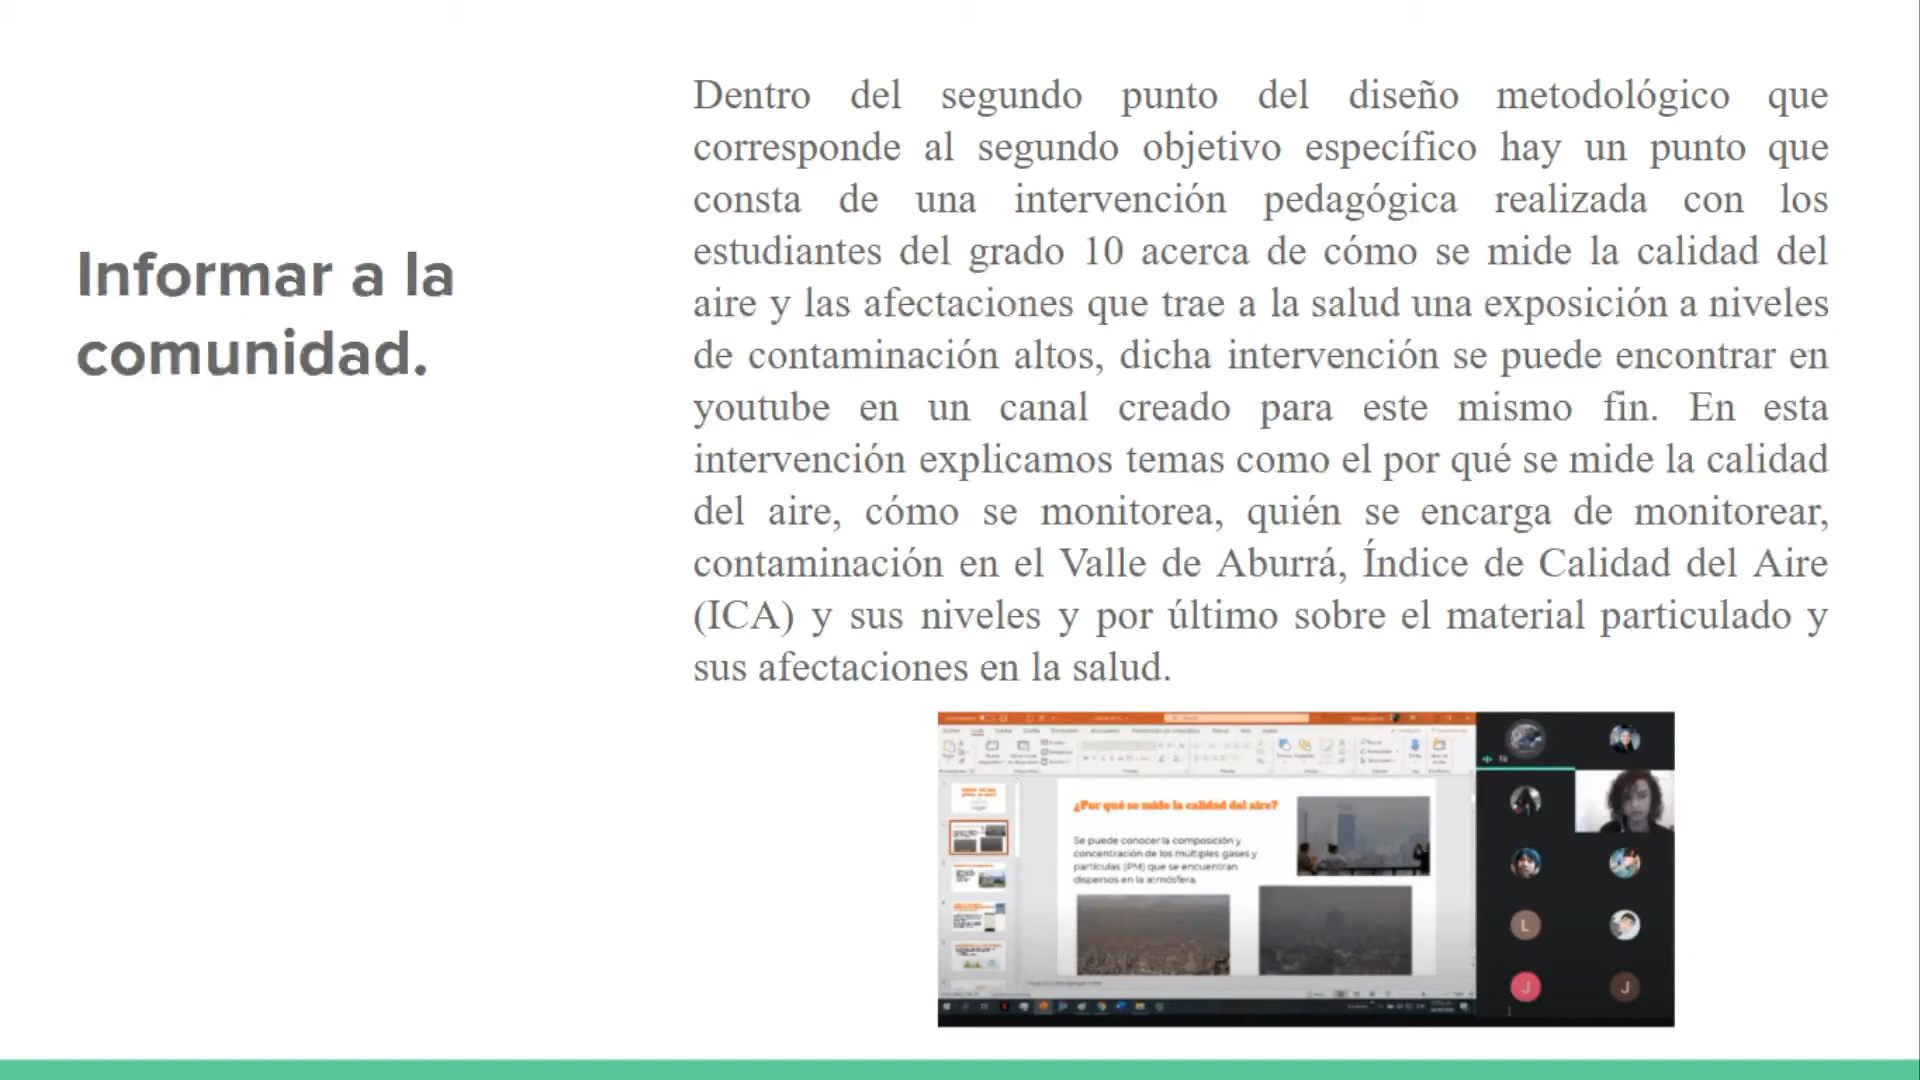 Informar a la
comunidad.
Dentro del segundo punto del diseño metodológico que
corresponde al segundo objetivo específico hay un punto que
consta de una intervención pedagógica realizada con los
estudiantes del grado 10 acerca de cómo se mide la calidad del
aire y las afectaciones que trae a la salud una exposición a niveles
de contaminación altos, dicha intervención se puede encontrar en
youtube en un canal creado para este mismo fin. En esta
intervención explicamos temas como el por qué se mide la calidad
del aire, cómo se monitorea, quién se encarga de monitorear,
contaminación en el Valle de Aburrá, Índice de Calidad del Aire
(ICA) y sus niveles y por último sobre el material particulado y
sus afectaciones en la salud.
¿Por qué se mide la calidad del aire?
Se puede conocer la composición y
concentración de los múltiples gases y
partículas (PM) que se encuentran
dispersos en la atmósfera.
Tú
L
J
J